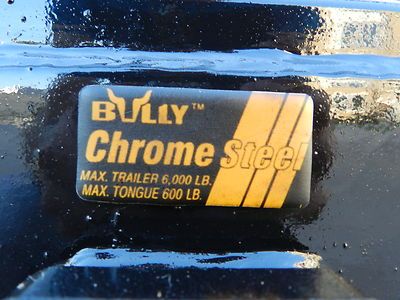 BULLY™
Chrome Steel
MAX. TRAILER 6,000 LB.
MAX. TONGUE 600 LB.